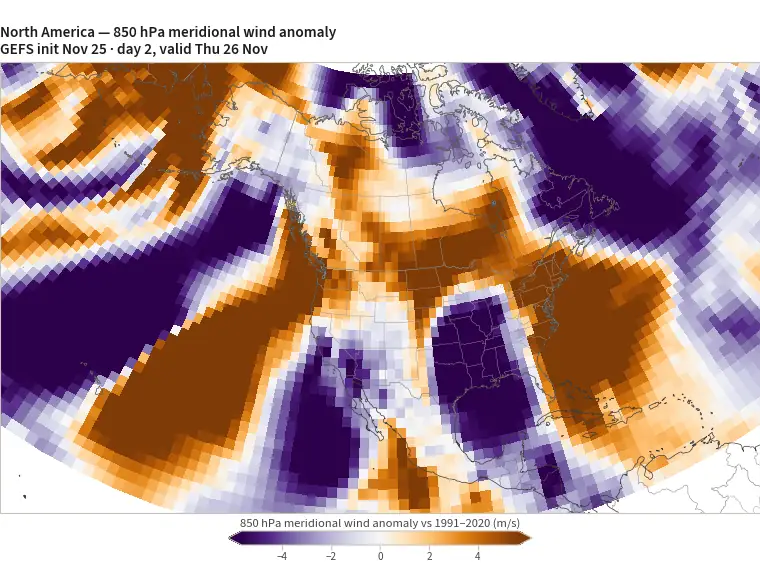 North America — 850 hPa meridional wind anomaly
GEFS init Nov 25 · day 2, valid Thu 26 Nov
850 hPa meridional wind anomaly vs 1991–2020 (m/s)
−4 −2 0 2 4